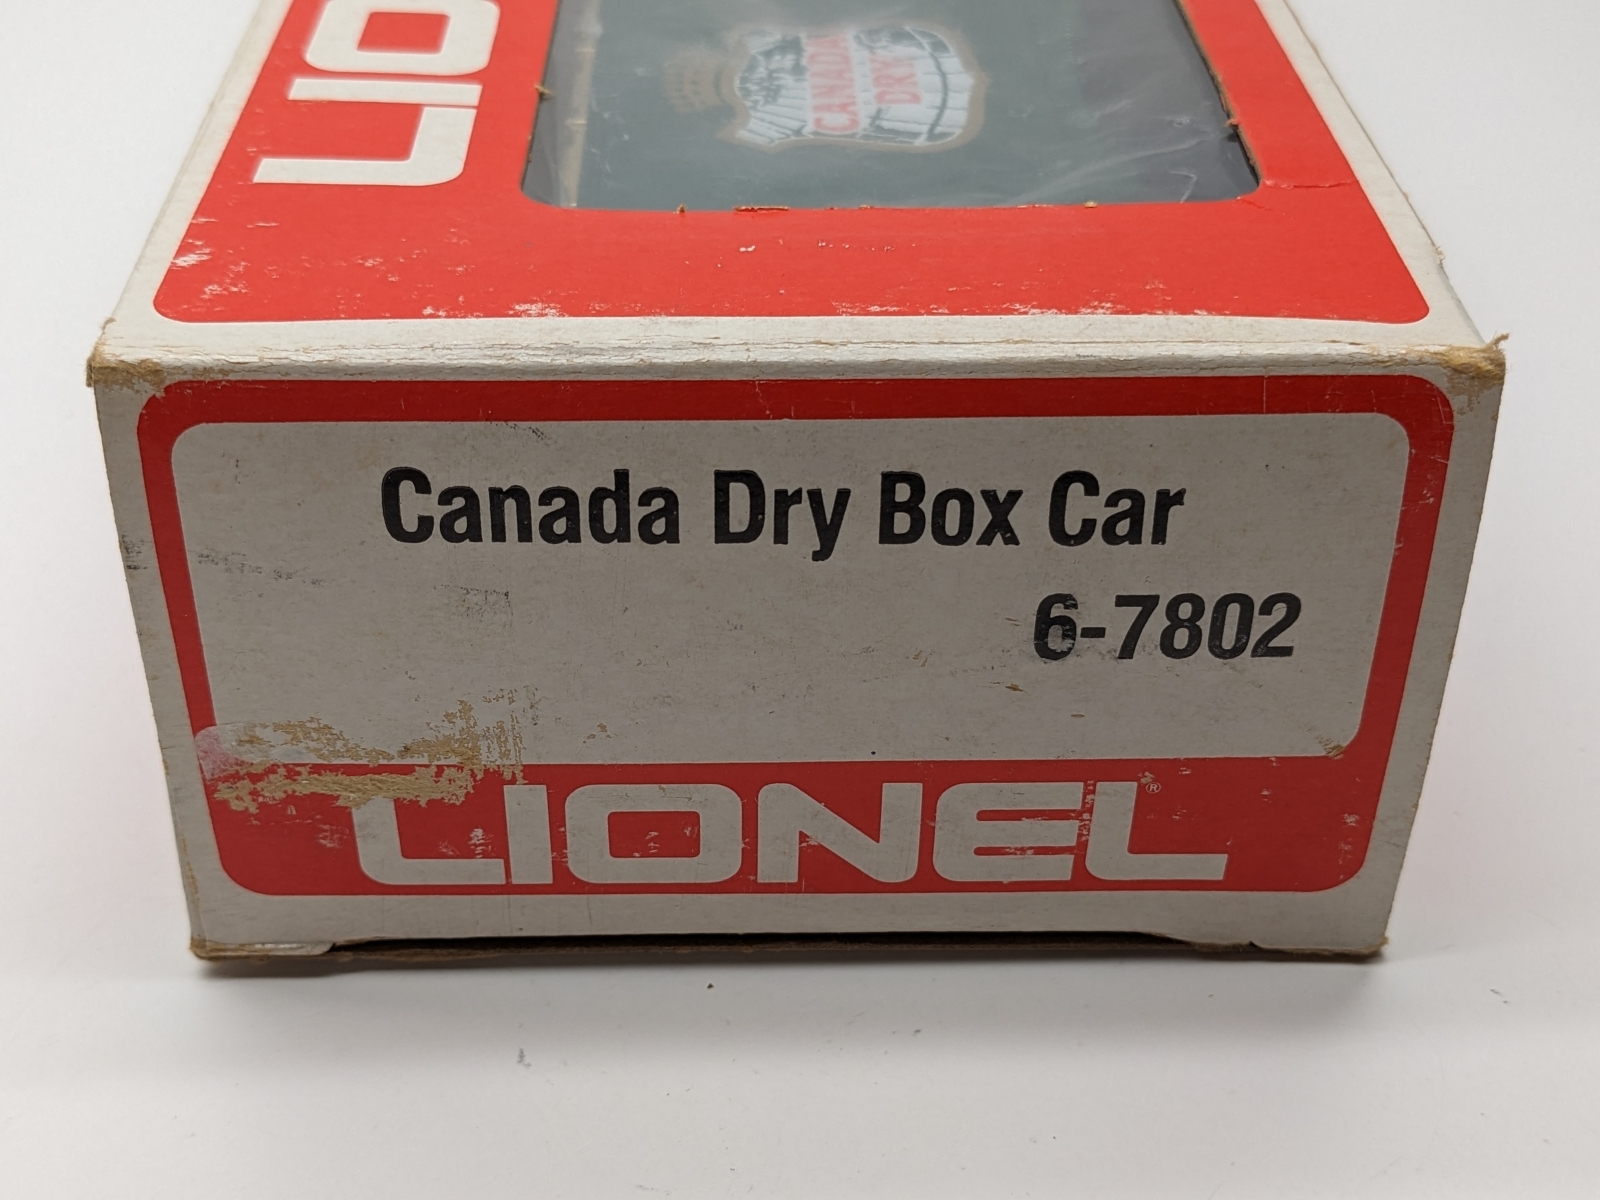 LIO
CANADA
DRY
Canada Dry Box Car
6-7802
LIONEL®